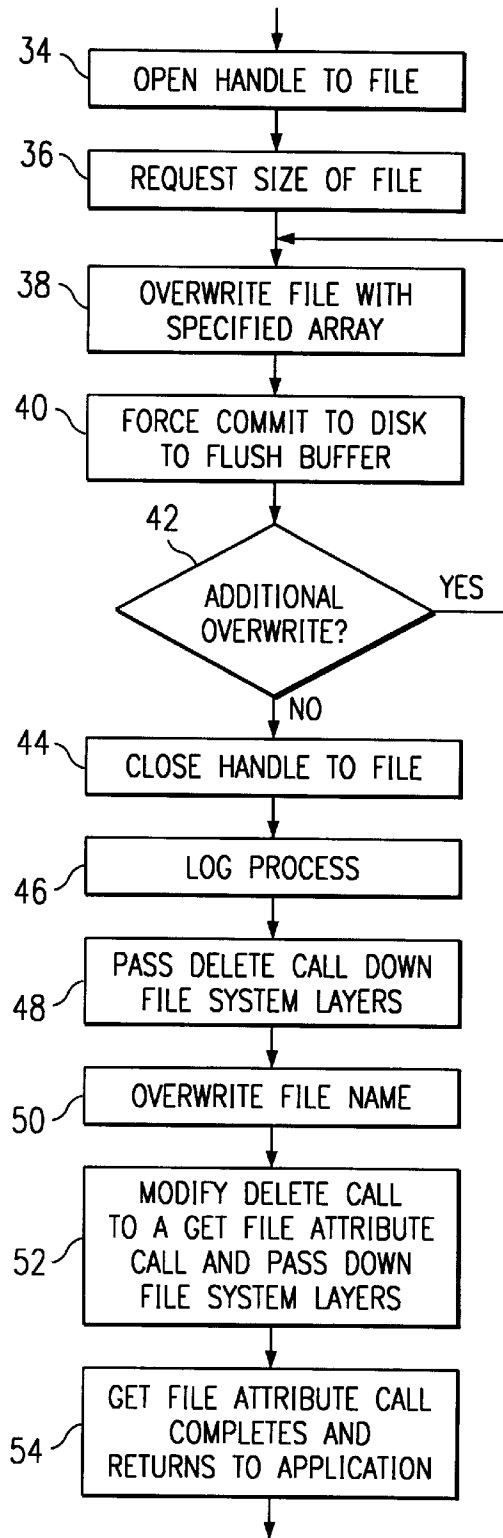 34
OPEN HANDLE TO FILE
36
REQUEST SIZE OF FILE
38
OVERWRITE FILE WITH
SPECIFIED ARRAY
40
FORCE COMMIT TO DISK
TO FLUSH BUFFER
42
ADDITIONAL
OVERWRITE?
YES
NO
44
CLOSE HANDLE TO FILE
46
LOG PROCESS
48
PASS DELETE CALL DOWN
FILE SYSTEM LAYERS
50
OVERWRITE FILE NAME
52
MODIFY DELETE CALL
TO A GET FILE ATTRIBUTE
CALL AND PASS DOWN
FILE SYSTEM LAYERS
54
GET FILE ATTRIBUTE CALL
COMPLETES AND
RETURNS TO APPLICATION